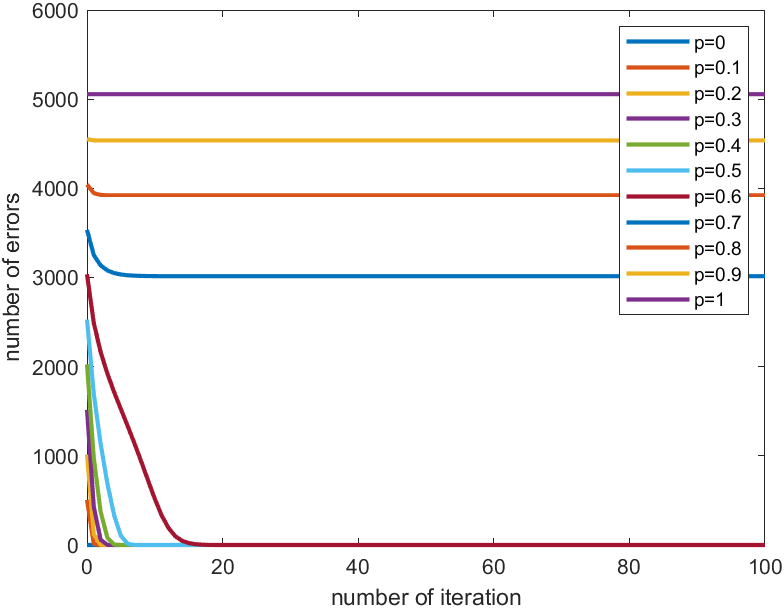 6000
5000
4000
3000
2000
1000
0
number of errors
0 20 40 60 80 100
number of iteration
p=0
p=0.1
p=0.2
p=0.3
p=0.4
p=0.5
p=0.6
p=0.7
p=0.8
p=0.9
p=1